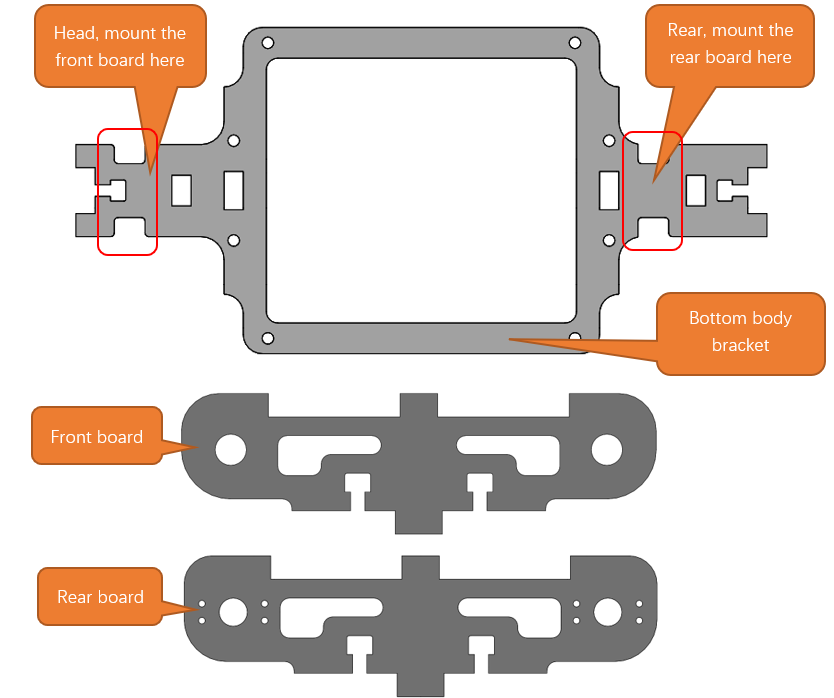 Head, mount the
front board here
Rear, mount the
rear board here
Bottom body
bracket
Front board
Rear board